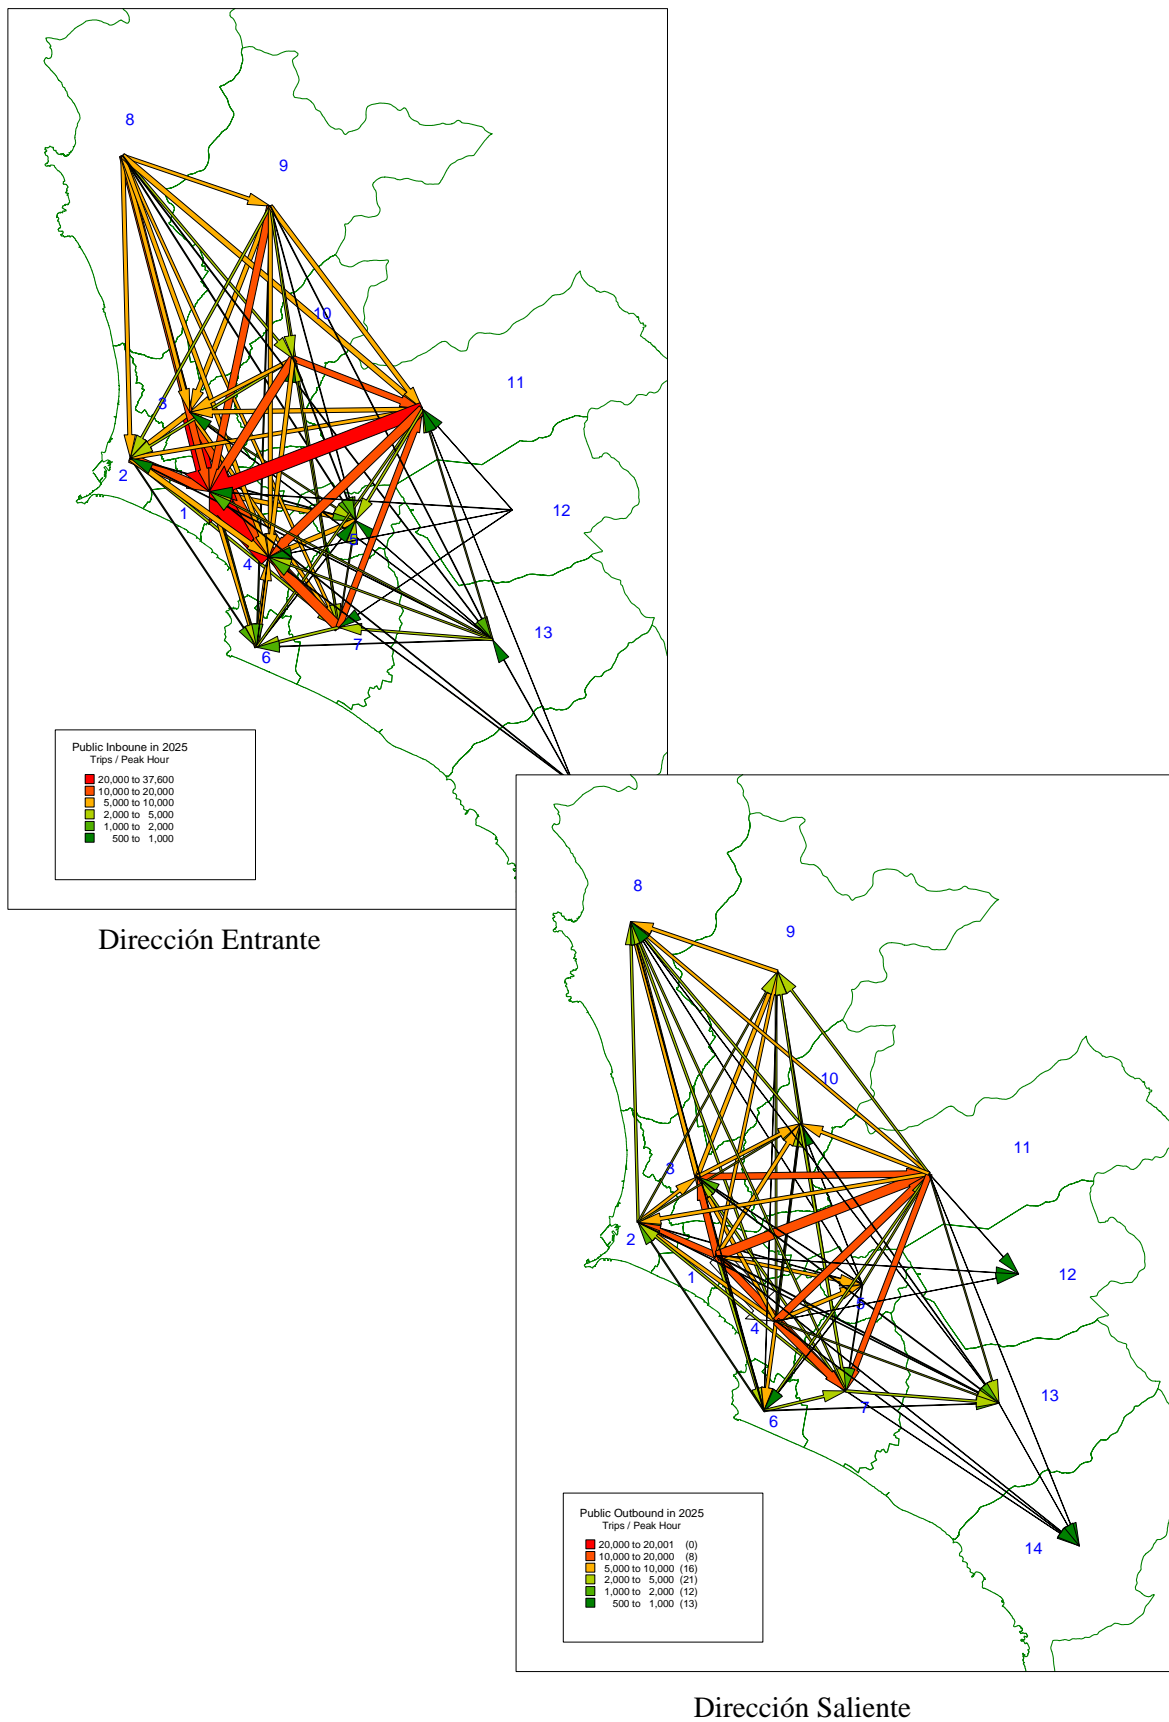 8
9
10
11
3
2
12
1
5
4
13
7
6
Public Inboune in 2025
Trips / Peak Hour
20,000 to 37,600
10,000 to 20,000
5,000 to 10,000
2,000 to 5,000
1,000 to 2,000
500 to 1,000
Dirección Entrante
8
9
10
11
3
2
12
1
5
4
13
7
6
14
Public Outbound in 2025
Trips / Peak Hour
20,000 to 20,001 (0)
10,000 to 20,000 (8)
5,000 to 10,000 (16)
2,000 to 5,000 (21)
1,000 to 2,000 (12)
500 to 1,000 (13)
Dirección Saliente